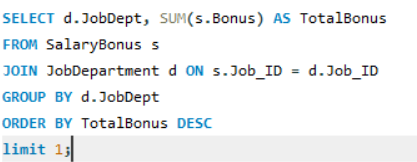 SELECT d.JobDept, SUM(s.Bonus) AS TotalBonus
FROM SalaryBonus s
JOIN JobDepartment d ON s.Job_ID = d.Job_ID
GROUP BY d.JobDept
ORDER BY TotalBonus DESC
limit 1;